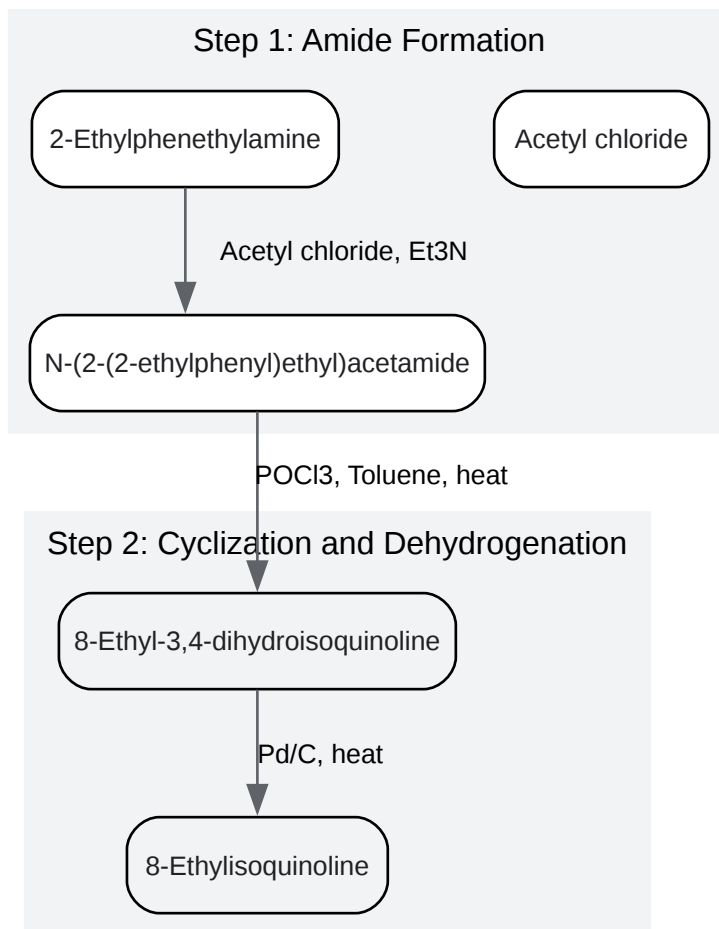 Step 1: Amide Formation
2-Ethylphenethylamine
Acetyl chloride
Acetyl chloride, Et3N
N-(2-(2-ethylphenyl)ethyl)acetamide
POCl3, Toluene, heat
Step 2: Cyclization and Dehydrogenation
8-Ethyl-3,4-dihydroisoquinoline
Pd/C, heat
8-Ethylisoquinoline